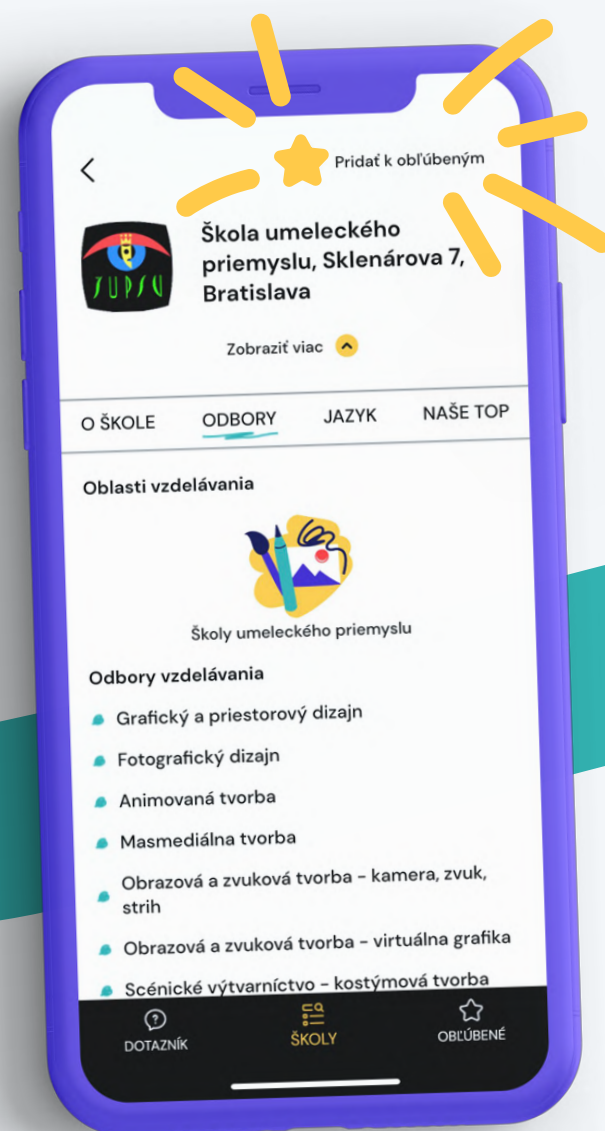 Pridať k obľúbeným
Škola umeleckého
priemyslu, Sklenárova 7,
Bratislava
Zobraziť viac
O ŠKOLE
ODBORY
JAZYK
NAŠE TOP
Oblasti vzdelávania
Školy umeleckého priemyslu
Odbory vzdelávania
Grafický a priestorový dizajn
Fotografický dizajn
Animovaná tvorba
Masmediálna tvorba
Obrazová a zvuková tvorba – kamera, zvuk,
strih
Obrazová a zvuková tvorba – virtuálna grafika
Scénické výtvarníctvo – kostýmová tvorba
DOTAZNÍK
ŠKOLY
OBĽÚBENÉ